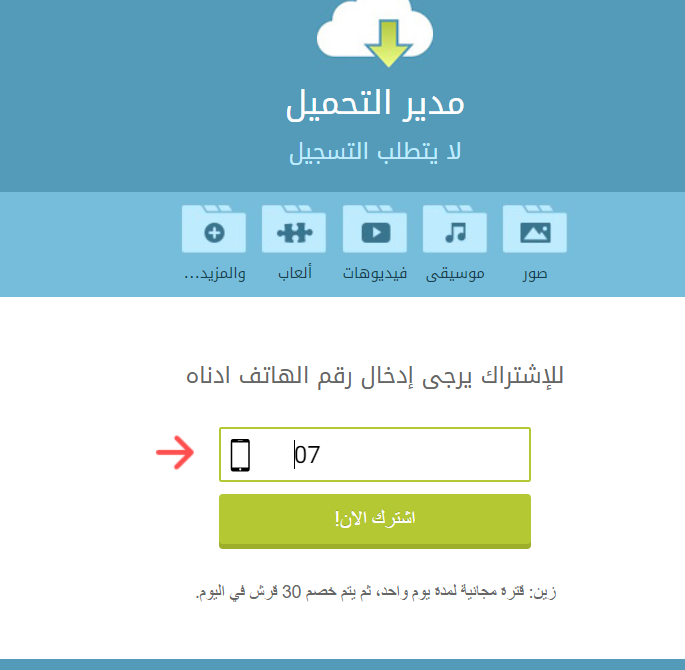 مدير التحميل
لا يتطلب التسجيل
صور
موسيقى
فيديوهات
ألعاب
والمزيد...
للإشتراك يرجى إدخال رقم الهاتف ادناه
07
اشترك الان!
زين: فترة مجانية لمدة يوم واحد، ثم يتم خصم 30 قرش في اليوم.